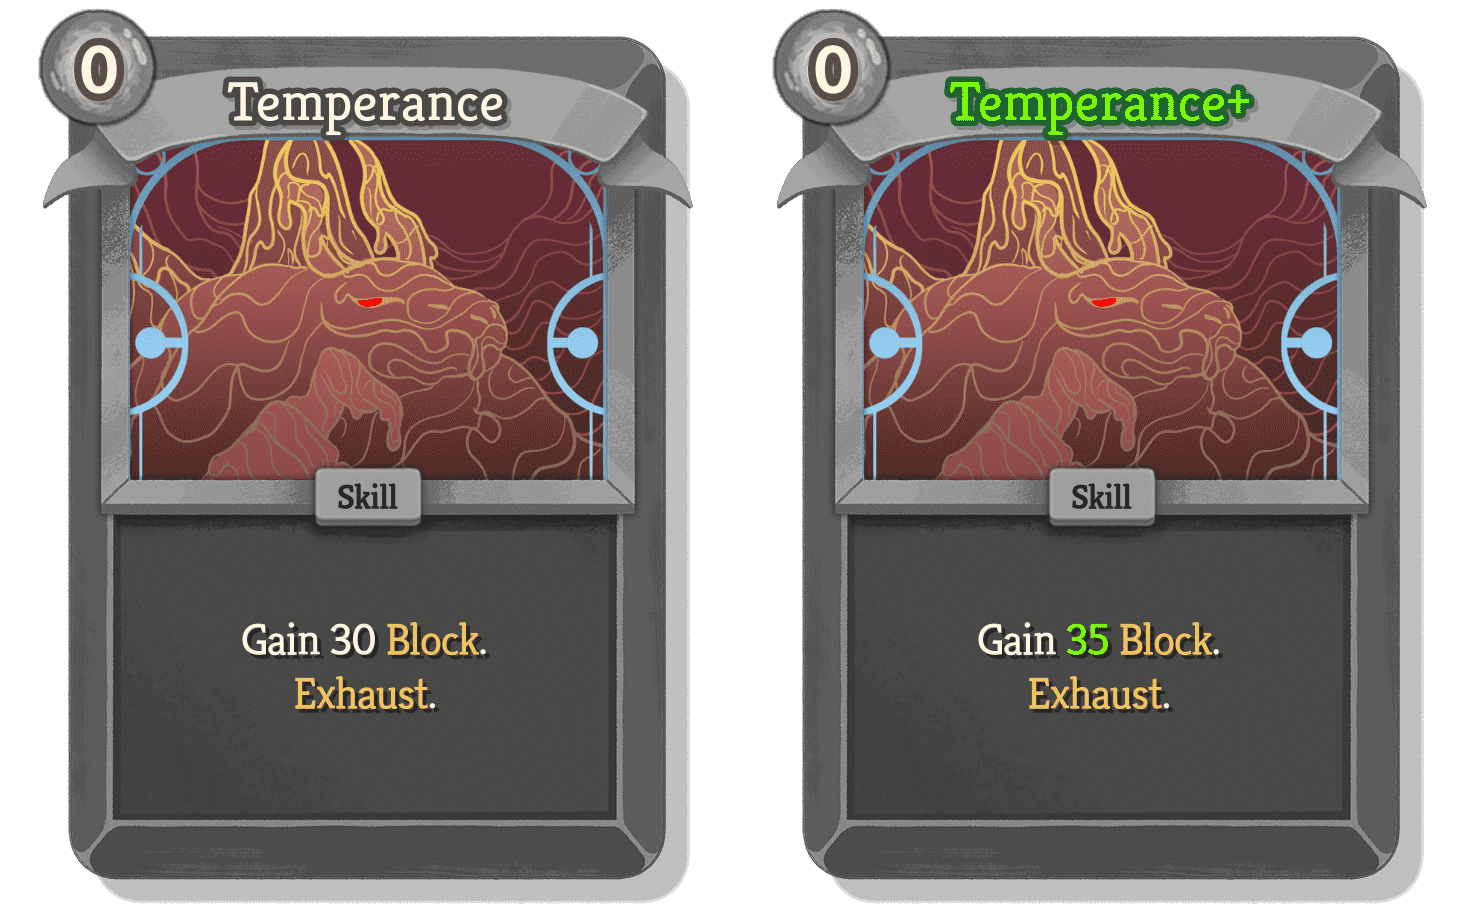 0
Temperance
Skill
Gain 30 Block.
Exhaust.
0
Temperance+
Skill
Gain 35 Block.
Exhaust.